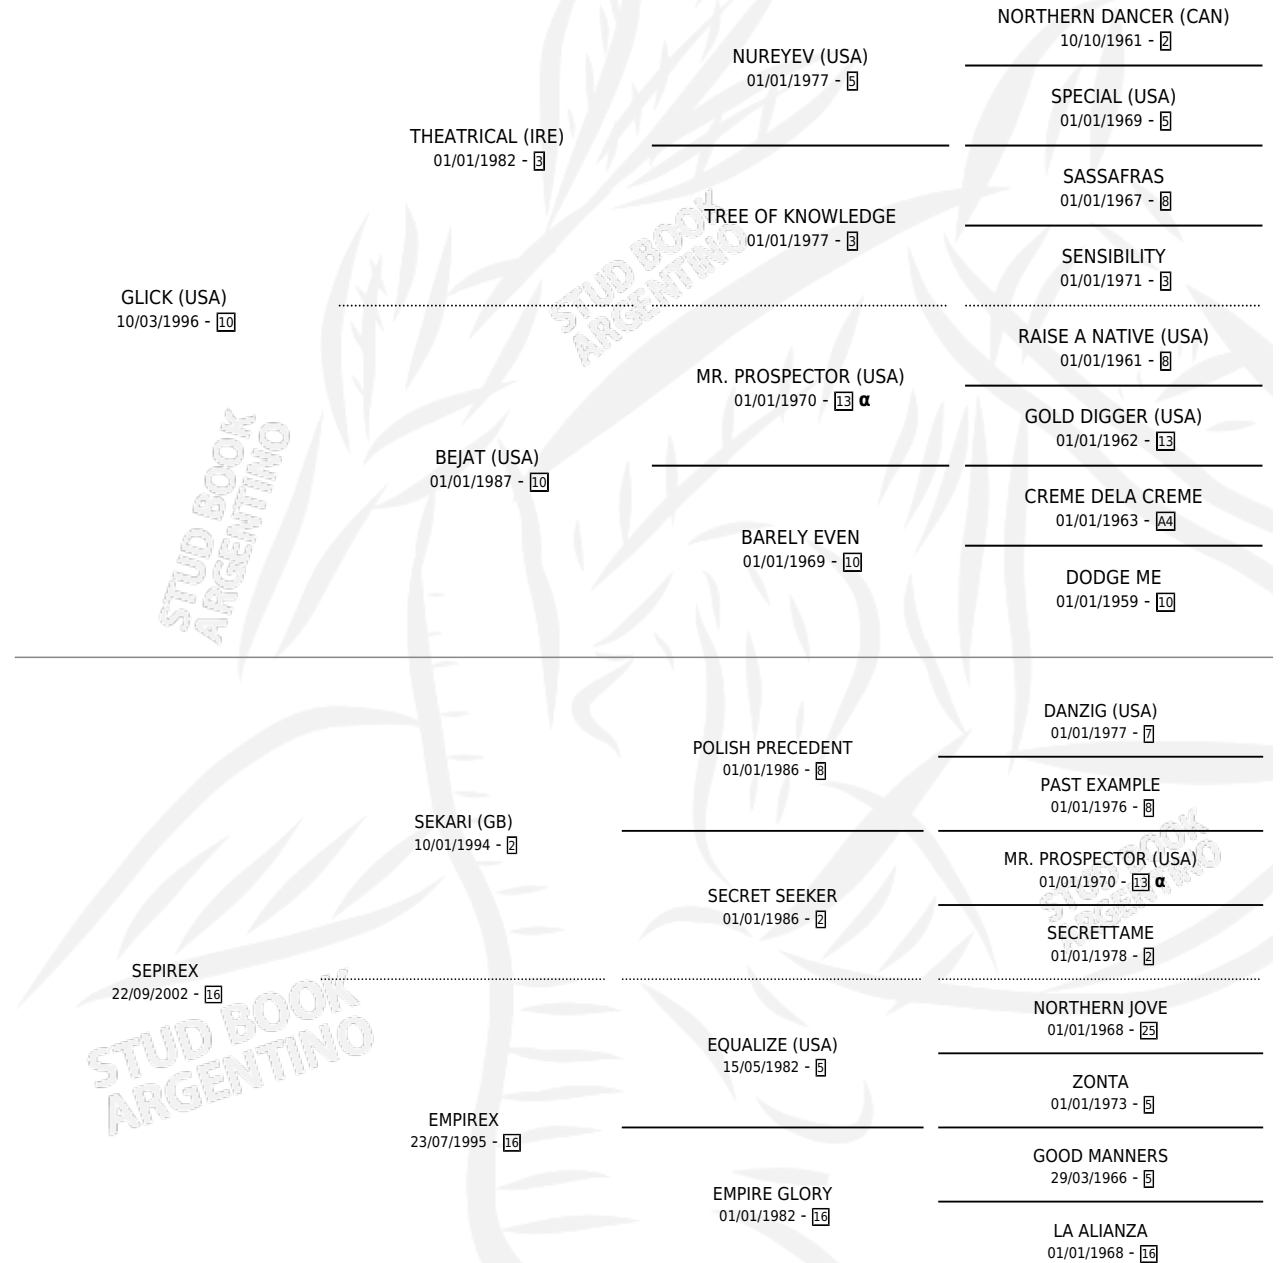 NORTHERN DANCER (CAN)
10/10/1961 - 2
NUREYEV (USA)
01/01/1977 - 5
SPECIAL (USA)
01/01/1969 - 5
THEATRICAL (IRE)
01/01/1982 - 3
SASSAFRAS
01/01/1967 - 8
TREE OF KNOWLEDGE
01/01/1977 - 3
SENSIBILITY
01/01/1971 - 3
STUD BOOK
ARGENTINO
GLICK (USA)
10/03/1996 - 10
RAISE A NATIVE (USA)
01/01/1961 - 8
MR. PROSPECTOR (USA)
01/01/1970 - 13 α
GOLD DIGGER (USA)
01/01/1962 - 13
BEJAT (USA)
01/01/1987 - 10
STUD BOOK
ARGENTINO
CREME DELA CREME
01/01/1963 - A4
BARELY EVEN
01/01/1969 - 10
DODGE ME
01/01/1959 - 10
DANZIG (USA)
01/01/1977 - 7
POLISH PRECEDENT
01/01/1986 - 8
PAST EXAMPLE
01/01/1976 - 8
SEKARI (GB)
10/01/1994 - 2
MR. PROSPECTOR (USA)
01/01/1970 - 13 α
STUD BOOK
ARGENTINO
SECRET SEEKER
01/01/1986 - 2
SECRETTAME
01/01/1978 - 2
SEPIREX
22/09/2002 - 16
STUD BOOK
ARGENTINO
NORTHERN JOVE
01/01/1968 - 25
EQUALIZE (USA)
15/05/1982 - 5
ZONTA
01/01/1973 - 5
EMPIREX
23/07/1995 - 16
GOOD MANNERS
29/03/1966 - 5
EMPIRE GLORY
01/01/1982 - 16
LA ALIANZA
01/01/1968 - 16